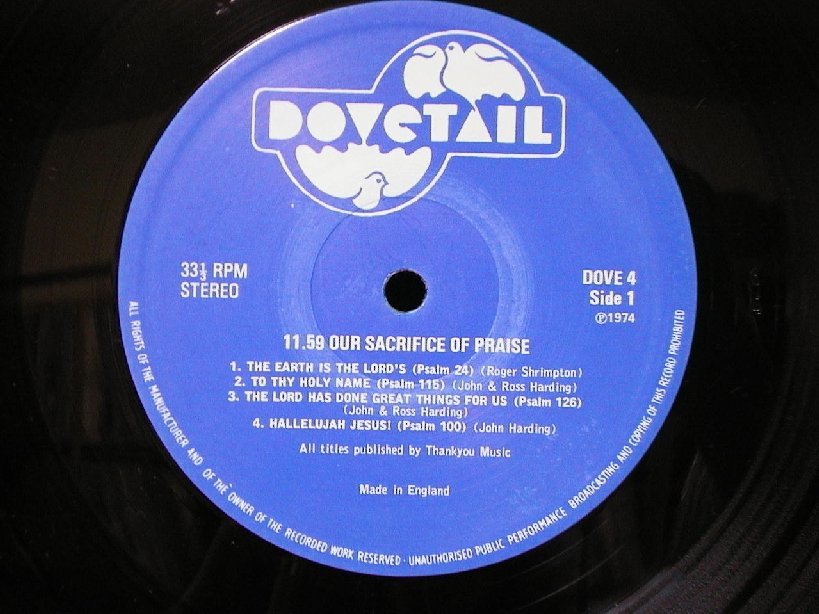 DOVETAIL
33⅓ RPM
STEREO
DOVE 4
Side 1
℗1974
11.59 OUR SACRIFICE OF PRAISE
1. THE EARTH IS THE LORD'S (Psalm 24) (Roger Shrimpton)
2. TO THY HOLY NAME (Psalm 115) (John & Ross Harding)
3. THE LORD HAS DONE GREAT THINGS FOR US (Psalm 126)
(John & Ross Harding)
4. HALLELUJAH JESUS! (Psalm 100) (John Harding)
All titles published by Thankyou Music
Made in England
ALL RIGHTS OF THE MANUFACTURER AND OF THE OWNER OF THE RECORDED WORK RESERVED · UNAUTHORISED PUBLIC PERFORMANCE BROADCASTING AND COPYING OF THIS RECORD PROHIBITED